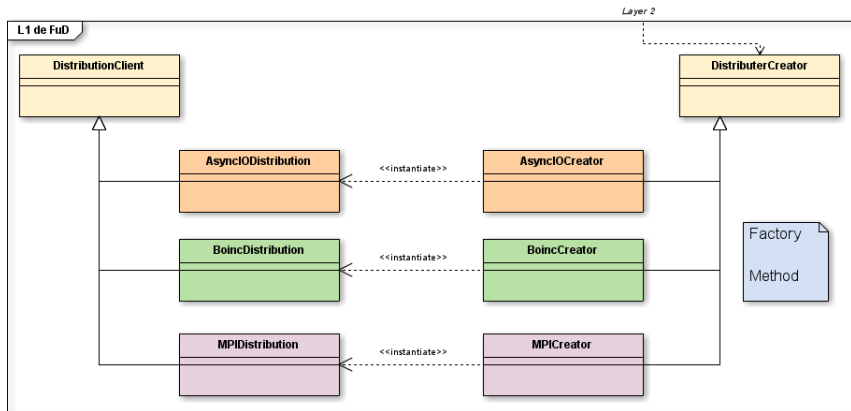 Layer 2
L1 de FuD
DistributionClient
DistributerCreator
AsyncIODistribution
<<instantiate>>
AsyncIOCreator
BoincDistribution
<<instantiate>>
BoincCreator
Factory
Method
MPIDistribution
<<instantiate>>
MPICreator